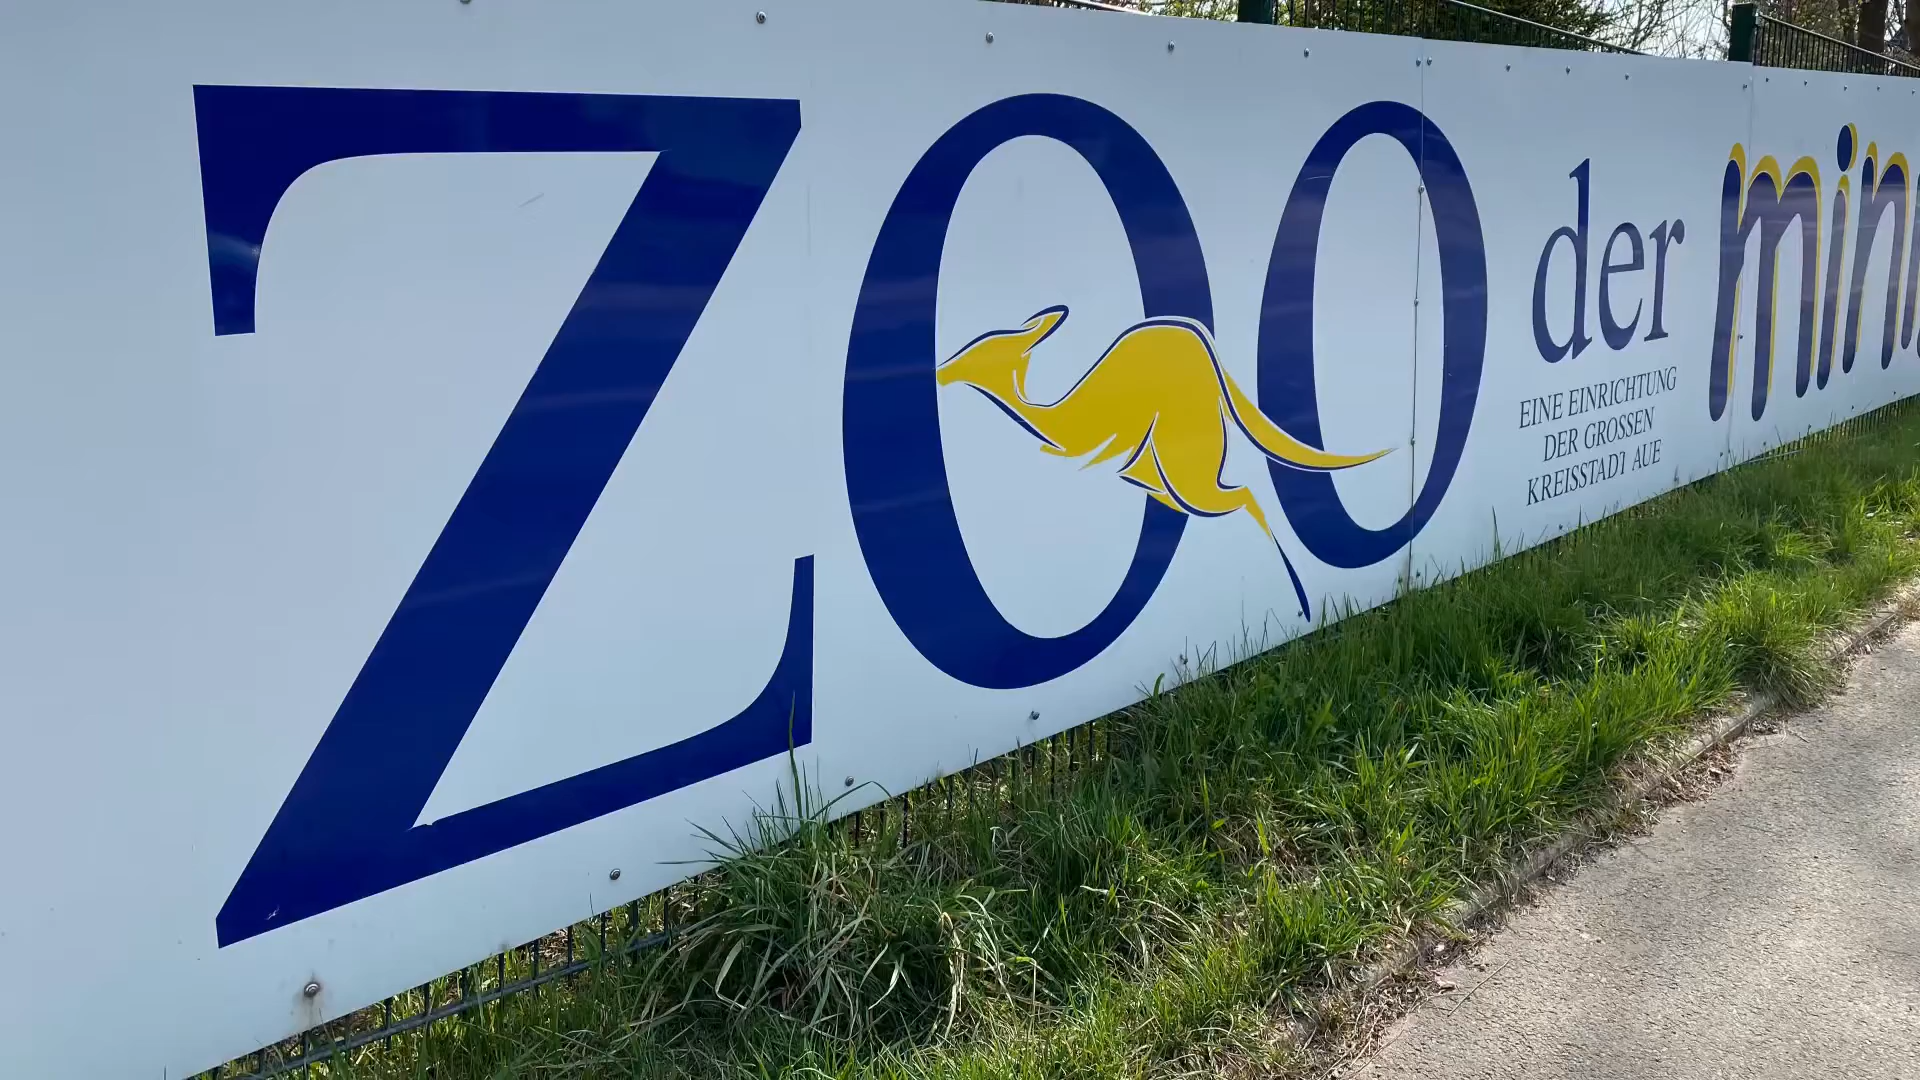 ZOO der mini
EINE EINRICHTUNG
DER GROSSEN
KREISSTADT AUE